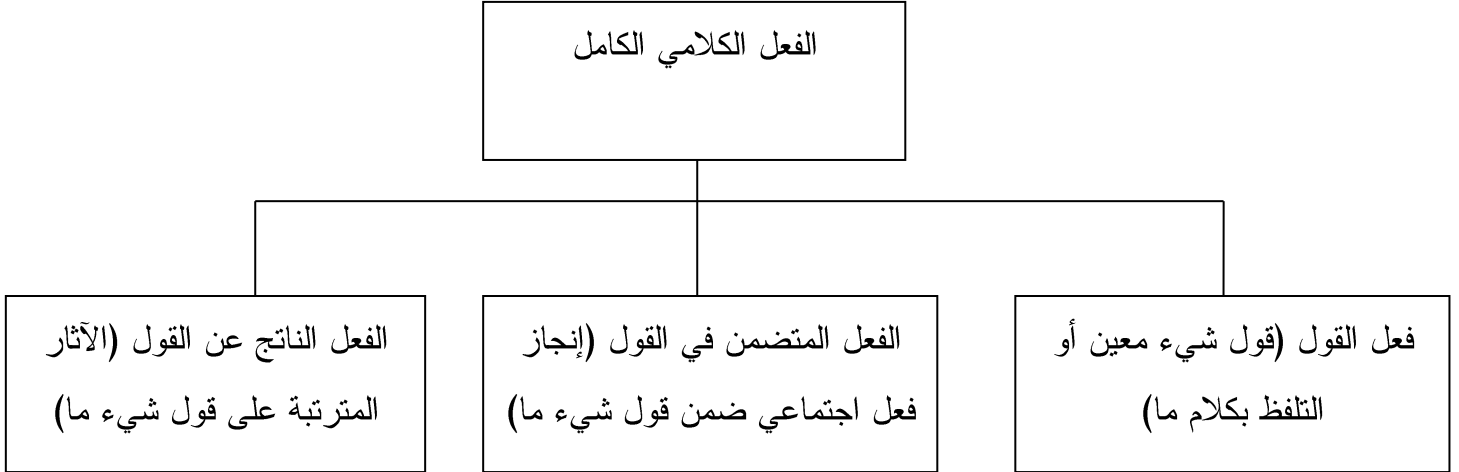 الفعل الكلامي الكامل
فعل القول (قول شيء معين أو
التلفظ بكلام ما)
الفعل المتضمن في القول (إنجاز
فعل اجتماعي ضمن قول شيء ما)
الفعل الناتج عن القول (الآثار
المترتبة على قول شيء ما)